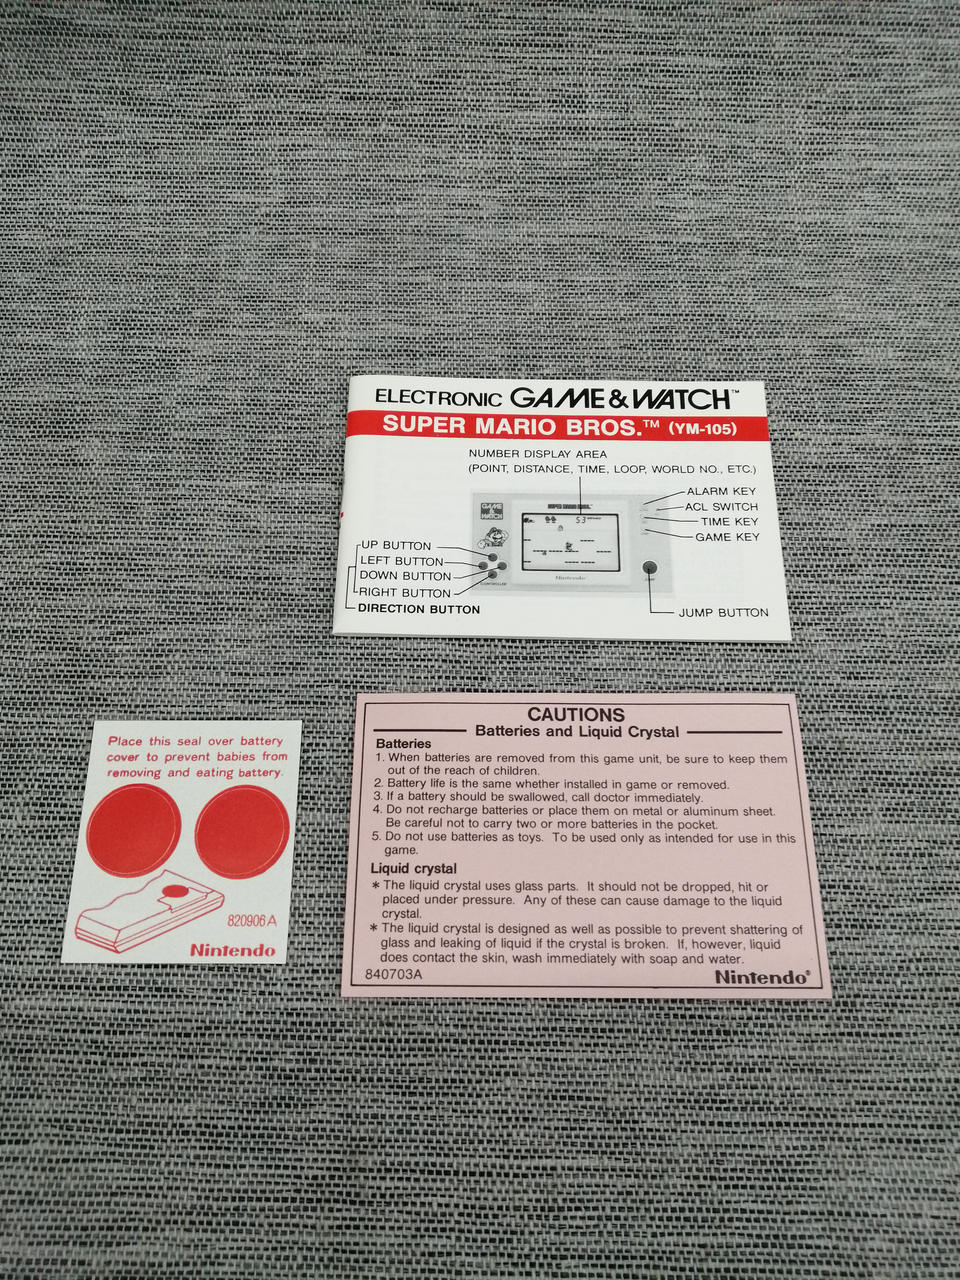 ELECTRONIC GAME & WATCH™
SUPER MARIO BROS.™ (YM-105)
NUMBER DISPLAY AREA
(POINT, DISTANCE, TIME, LOOP, WORLD NO., ETC.)
ALARM KEY
ACL SWITCH
TIME KEY
GAME KEY
GAME & WATCH
SUPER MARIO BROS.
53
UP BUTTON
LEFT BUTTON
DOWN BUTTON
RIGHT BUTTON
DIRECTION BUTTON
CONTROLLER
Nintendo
JUMP
JUMP BUTTON
Place this seal over battery
cover to prevent babies from
removing and eating battery.
820906A
Nintendo
CAUTIONS
Batteries and Liquid Crystal
Batteries
1. When batteries are removed from this game unit, be sure to keep them
out of the reach of children.
2. Battery life is the same whether installed in game or removed.
3. If a battery should be swallowed, call doctor immediately.
4. Do not recharge batteries or place them on metal or aluminum sheet.
Be careful not to carry two or more batteries in the pocket.
5. Do not use batteries as toys. To be used only as intended for use in this
game.
Liquid crystal
* The liquid crystal uses glass parts. It should not be dropped, hit or
placed under pressure. Any of these can cause damage to the liquid
crystal.
* The liquid crystal is designed as well as possible to prevent shattering of
glass and leaking of liquid if the crystal is broken. If, however, liquid
does contact the skin, wash immediately with soap and water.
840703A
Nintendo®